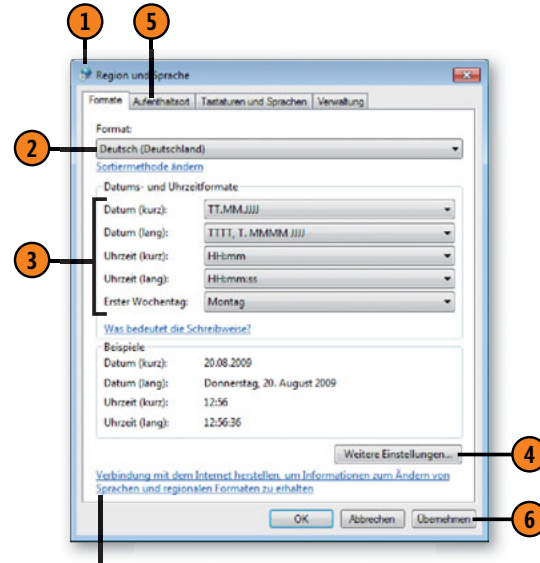 1 5
Region und Sprache
Formate Aufenthaltsort Tastaturen und Sprachen Verwaltung
Format:
2 Deutsch (Deutschland)
Sortiermethode ändern
Datums- und Uhrzeitformate
Datum (kurz): TT.MM.JJJJ
Datum (lang): TTTT, T. MMMM JJJJ
3 Uhrzeit (kurz): HH:mm
Uhrzeit (lang): HH:mm:ss
Erster Wochentag: Montag
Was bedeutet die Schreibweise?
Beispiele
Datum (kurz): 20.08.2009
Datum (lang): Donnerstag, 20. August 2009
Uhrzeit (kurz): 12:56
Uhrzeit (lang): 12:56:36
Weitere Einstellungen... 4
Verbindung mit dem Internet herstellen, um Informationen zum Ändern von
Sprachen und regionalen Formaten zu erhalten
OK Abbrechen Übernehmen 6